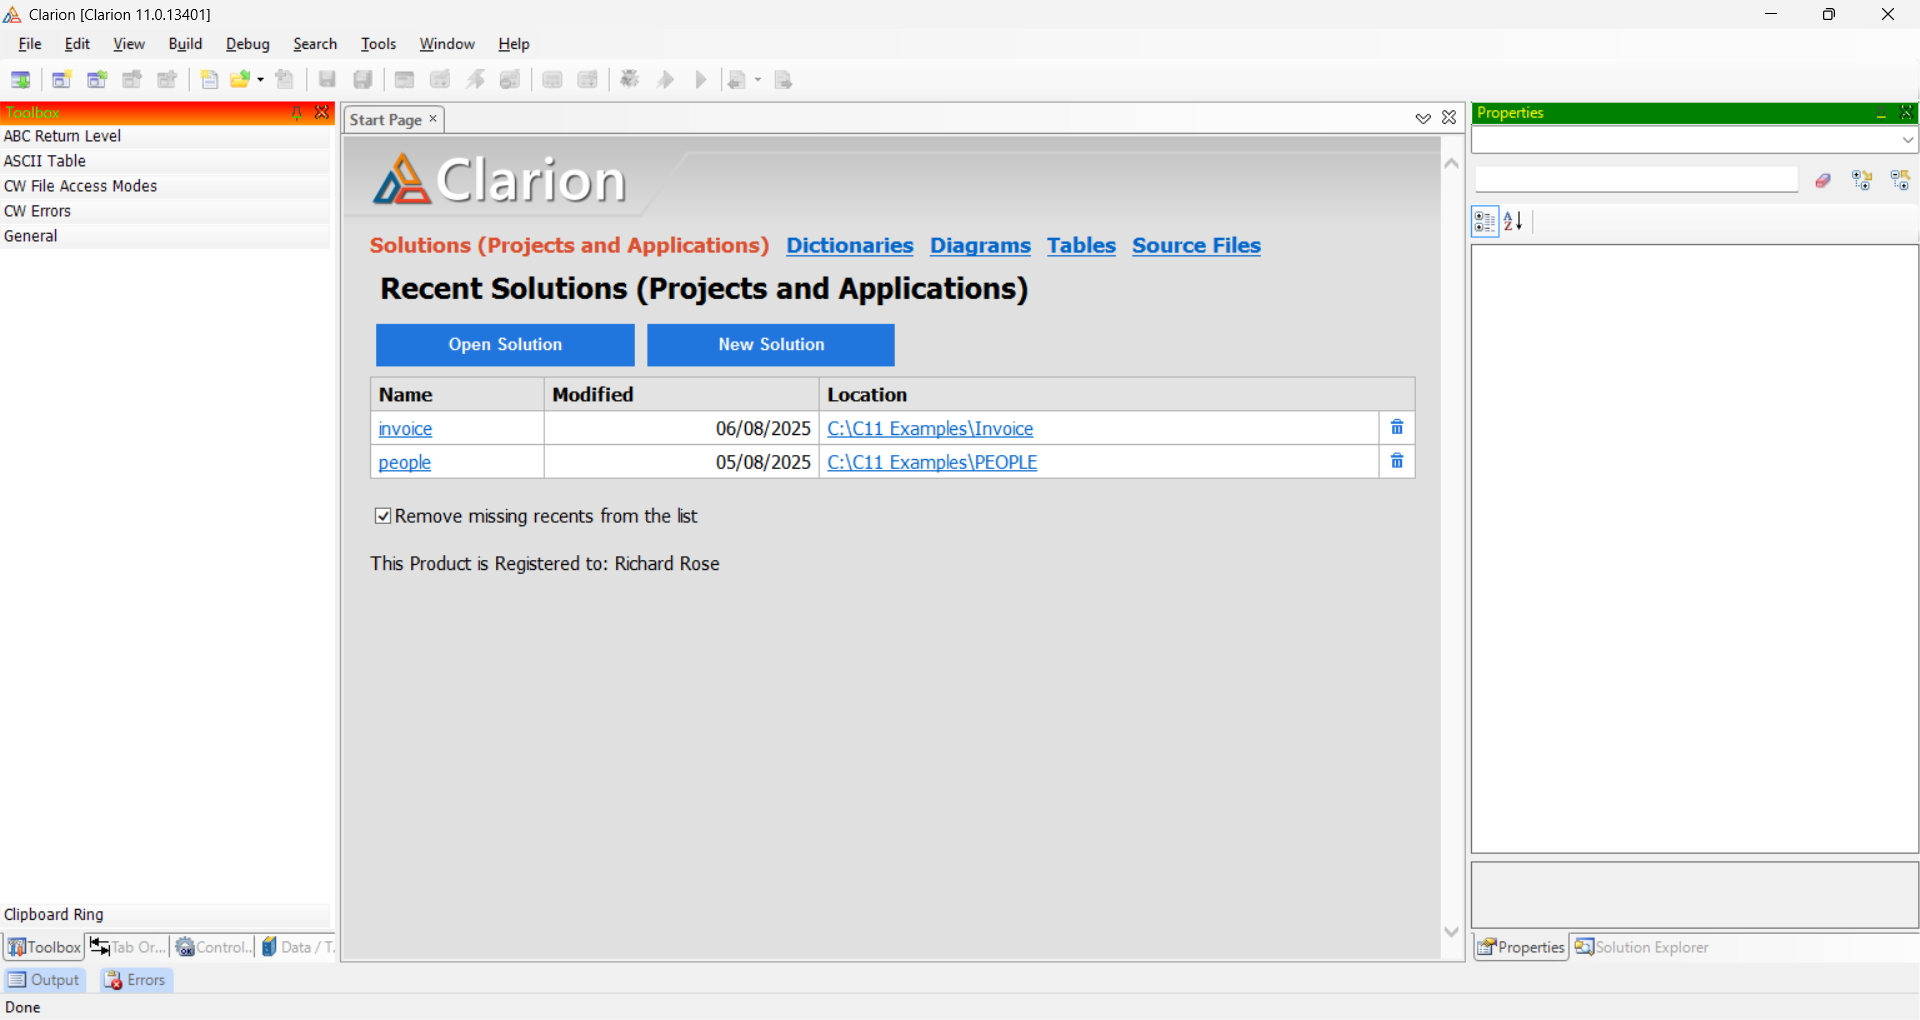 Clarion [Clarion 11.0.13401]
File Edit View Build Debug Search Tools Window Help
Toolbox
ABC Return Level
ASCII Table
CW File Access Modes
CW Errors
General
Clipboard Ring
Toolbox Tab Or... Control... Data / T...
Start Page
Clarion
Solutions (Projects and Applications) Dictionaries Diagrams Tables Source Files
Recent Solutions (Projects and Applications)
Open Solution New Solution
Name Modified Location
invoice 06/08/2025 C:\C11 Examples\Invoice
people 05/08/2025 C:\C11 Examples\PEOPLE
Remove missing recents from the list
This Product is Registered to: Richard Rose
Properties
Properties Solution Explorer
Output Errors
Done